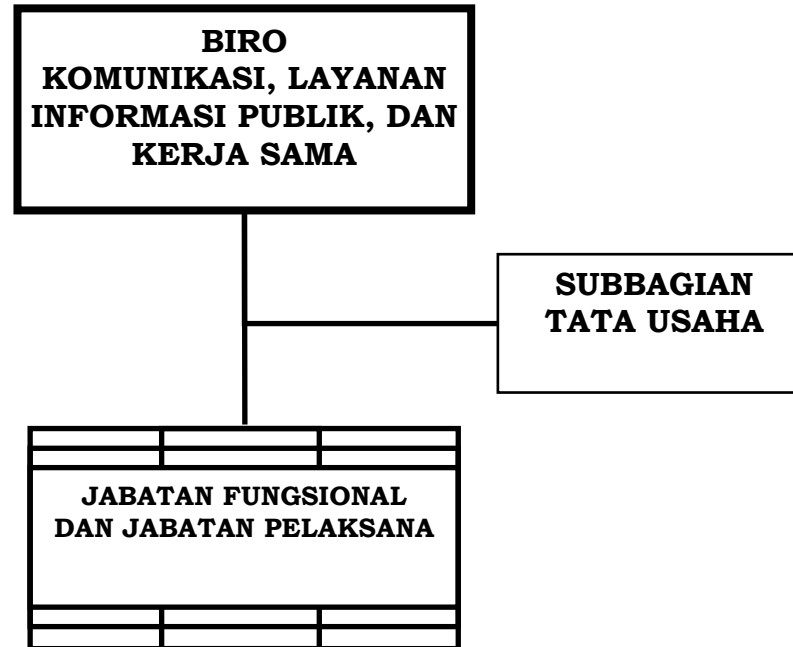 BIRO
KOMUNIKASI, LAYANAN
INFORMASI PUBLIK, DAN
KERJA SAMA
SUBBAGIAN
TATA USAHA
JABATAN FUNGSIONAL
DAN JABATAN PELAKSANA